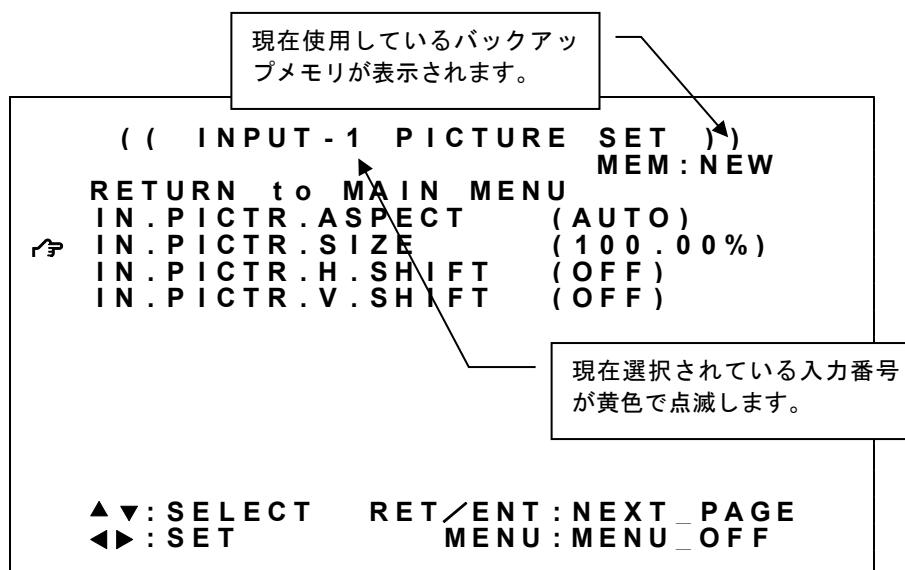 現在使用しているバックアッ
プメモリが表示されます。
(( INPUT-1 PICTURE SET ))
MEM:NEW
RETURN to MAIN MENU
IN.PICTR.ASPECT (AUTO)
IN.PICTR.SIZE (100.00%)
IN.PICTR.H.SHIFT (OFF)
IN.PICTR.V.SHIFT (OFF)
現在選択されている入力番号
が黄色で点滅します。
▲▼:SELECT RET/ENT:NEXT_PAGE
◀▶:SET MENU:MENU_OFF